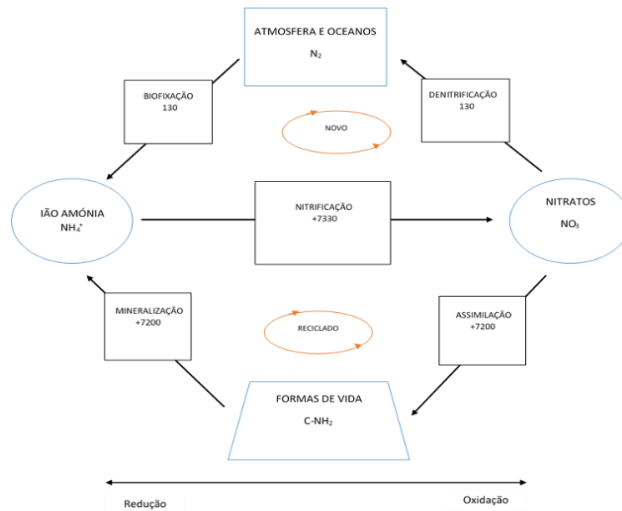 ATMOSFERA E OCEANOS
N₂
BIOFIXAÇÃO
130
DENITRIFICAÇÃO
130
NOVO
IÃO AMÓNIA
NH₄⁺
NITRIFICAÇÃO
+7330
NITRATOS
NO₃
MINERALIZAÇÃO
+7200
RECICLADO
ASSIMILAÇÃO
+7200
FORMAS DE VIDA
C-NH₂
Redução
Oxidação